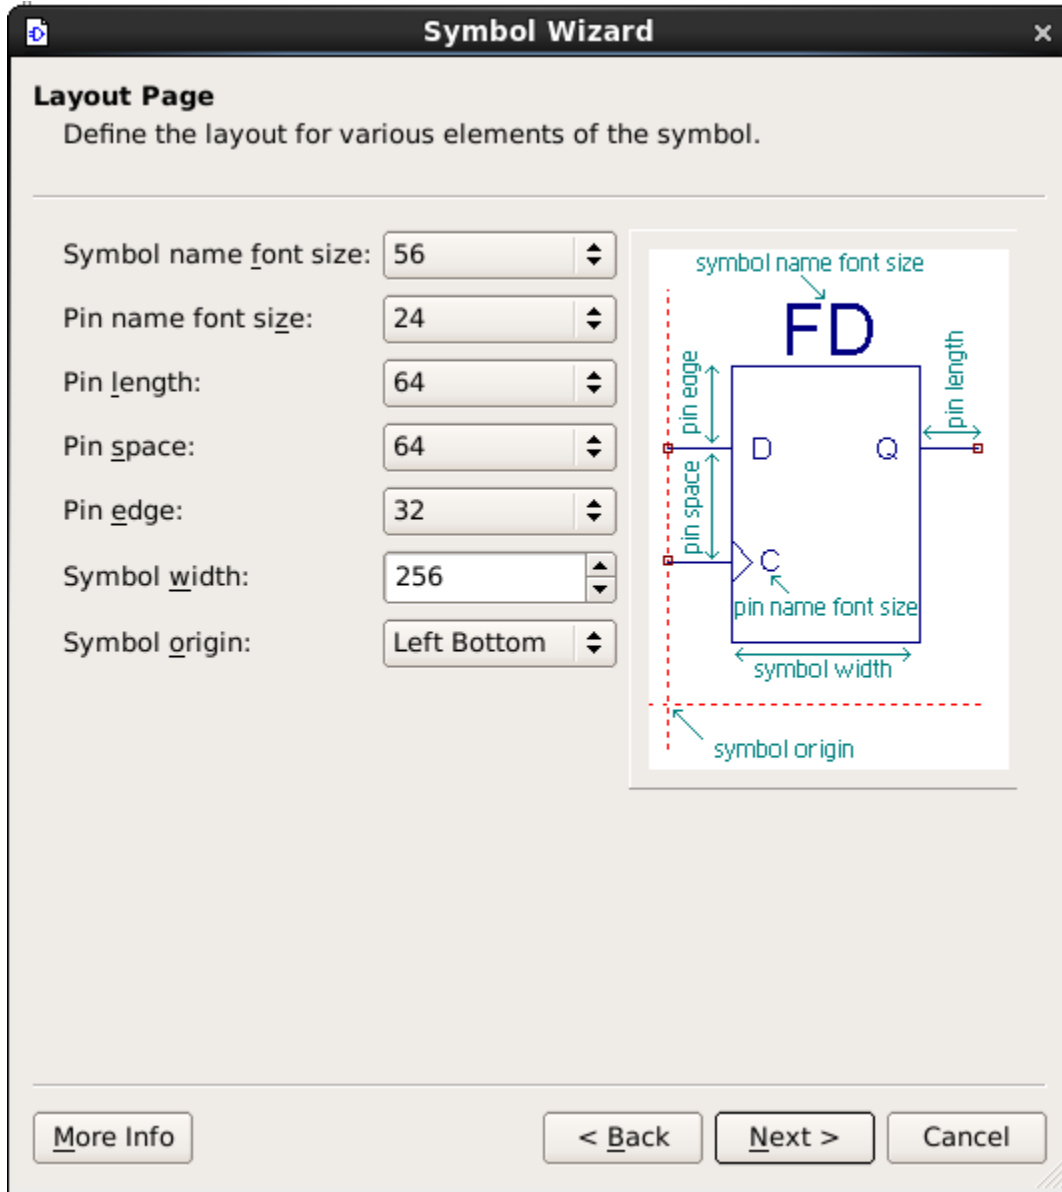 Symbol Wizard
Layout Page
Define the layout for various elements of the symbol.
Symbol name font size: 56
Pin name font size: 24
Pin length: 64
Pin space: 64
Pin edge: 32
Symbol width: 256
Symbol origin: Left Bottom
symbol name font size
FD
pin edge
pin length
D Q
pin space
C
pin name font size
symbol width
symbol origin
More Info < Back Next > Cancel